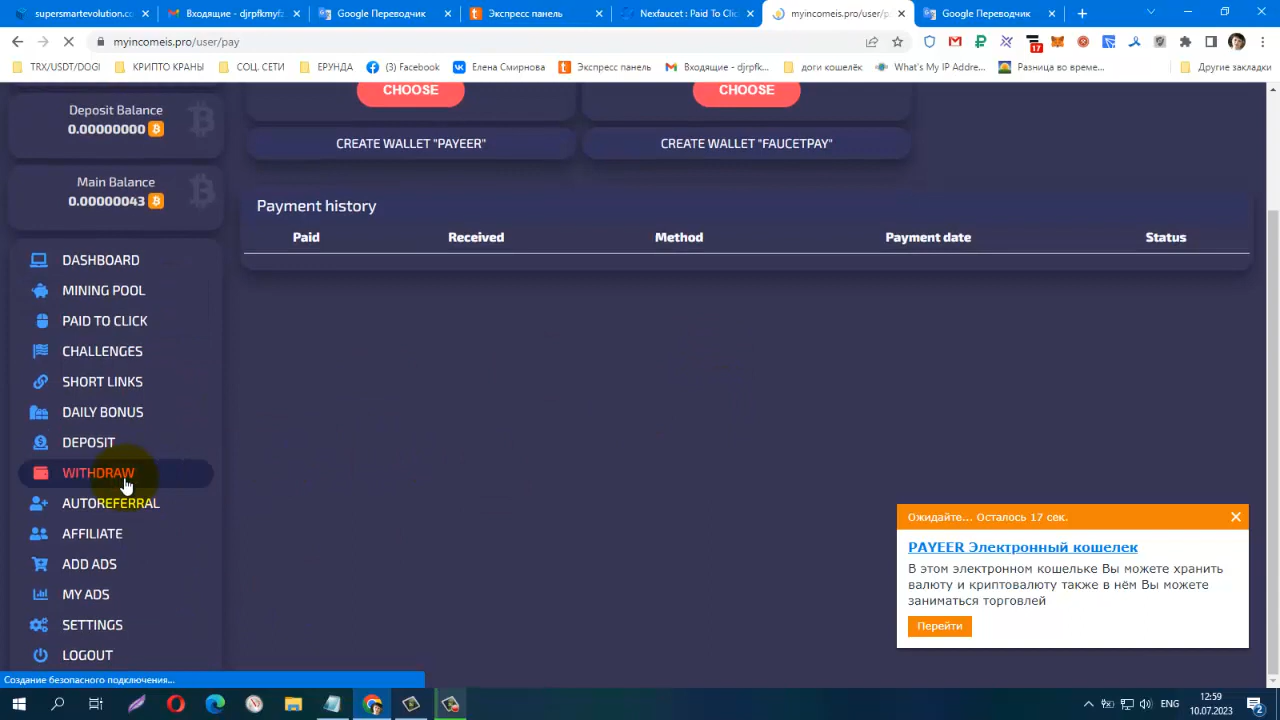 supersmartevolution.co
Входящие - djrpfkmyf
Google Переводчик
Экспресс панель
Nexfaucet : Paid To Clic
myincomeis.pro/user/p
Google Переводчик
myincomeis.pro/user/pay
17
TRX/USDT/DOGI
КРИПТО КРАНЫ
СОЦ. СЕТИ
ЕРУНДА
(3) Facebook
Елена Смирнова
Экспресс панель
Входящие - djrpfk...
доги кошелёк
What's My IP Addre...
Разница во време...
Другие закладки
Deposit Balance
0.00000000
Main Balance
0.00000043
CHOOSE
CHOOSE
CREATE WALLET "PAYEER"
CREATE WALLET "FAUCETPAY"
Payment history
Paid Received Method Payment date Status
DASHBOARD
MINING POOL
PAID TO CLICK
CHALLENGES
SHORT LINKS
DAILY BONUS
DEPOSIT
WITHDRAW
AUTOREFERRAL
AFFILIATE
ADD ADS
MY ADS
SETTINGS
LOGOUT
Ожидайте... Осталось 17 сек.
PAYEER Электронный кошелек
В этом электронном кошельке Вы можете хранить
валюту и криптовалюту также в нём Вы можете
заниматься торговлей
Перейти
Создание безопасного подключения...
ENG
12:59
10.07.2023
2